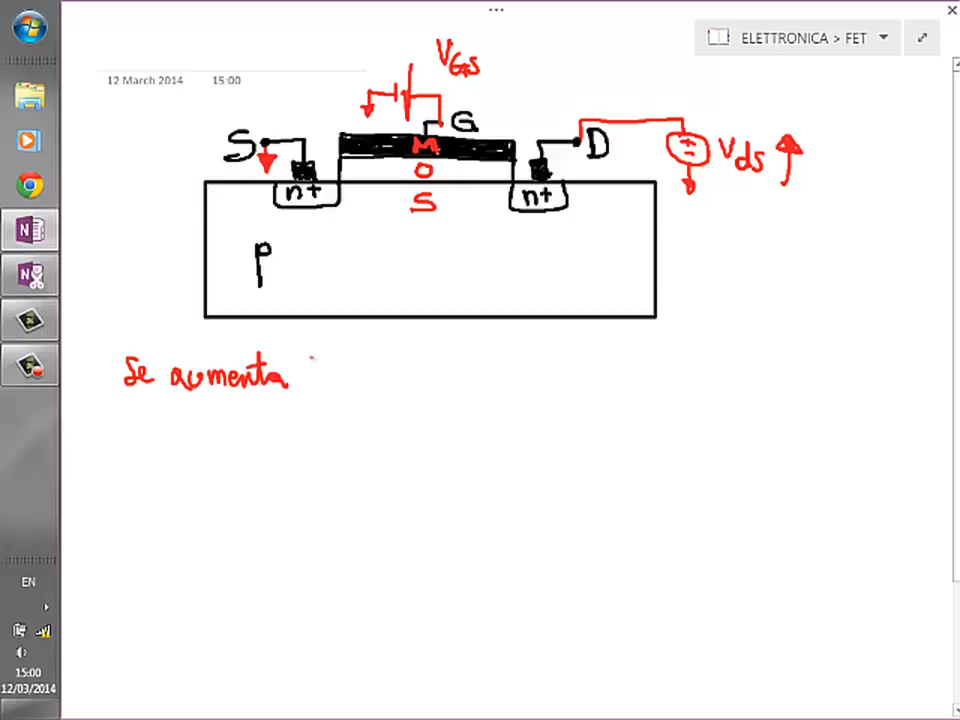 ELETTRONICA > FET
12 March 2014 15:00
VGS
G
S
M
D
Vds
O
n+
S
n+
p
Se aumenta
EN
15:00
12/03/2014